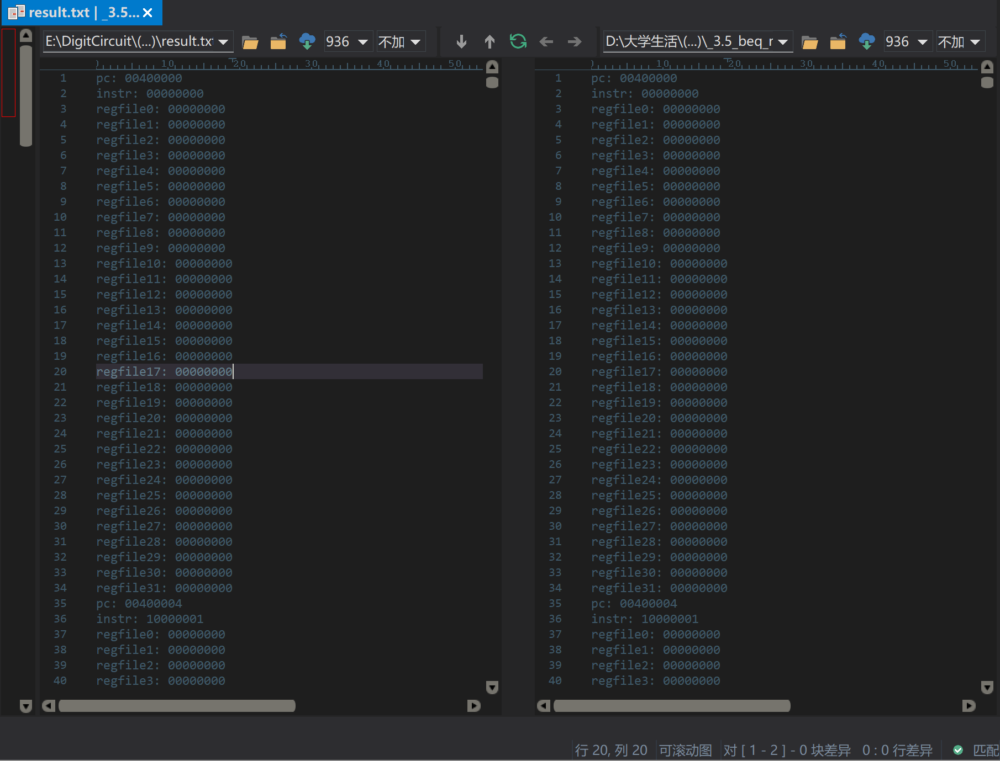 result.txt | _3.5...
E:\DigitCircuit\(...)\result.txt
936
不加
D:\大学生活\(...)\_3.5_beq_r
936
不加
0 10 20 30 40 50
0 10 20 30 40 50
1 pc: 00400000
2 instr: 00000000
3 regfile0: 00000000
4 regfile1: 00000000
5 regfile2: 00000000
6 regfile3: 00000000
7 regfile4: 00000000
8 regfile5: 00000000
9 regfile6: 00000000
10 regfile7: 00000000
11 regfile8: 00000000
12 regfile9: 00000000
13 regfile10: 00000000
14 regfile11: 00000000
15 regfile12: 00000000
16 regfile13: 00000000
17 regfile14: 00000000
18 regfile15: 00000000
19 regfile16: 00000000
20 regfile17: 00000000
21 regfile18: 00000000
22 regfile19: 00000000
23 regfile20: 00000000
24 regfile21: 00000000
25 regfile22: 00000000
26 regfile23: 00000000
27 regfile24: 00000000
28 regfile25: 00000000
29 regfile26: 00000000
30 regfile27: 00000000
31 regfile28: 00000000
32 regfile29: 00000000
33 regfile30: 00000000
34 regfile31: 00000000
35 pc: 00400004
36 instr: 10000001
37 regfile0: 00000000
38 regfile1: 00000000
39 regfile2: 00000000
40 regfile3: 00000000
1 pc: 00400000
2 instr: 00000000
3 regfile0: 00000000
4 regfile1: 00000000
5 regfile2: 00000000
6 regfile3: 00000000
7 regfile4: 00000000
8 regfile5: 00000000
9 regfile6: 00000000
10 regfile7: 00000000
11 regfile8: 00000000
12 regfile9: 00000000
13 regfile10: 00000000
14 regfile11: 00000000
15 regfile12: 00000000
16 regfile13: 00000000
17 regfile14: 00000000
18 regfile15: 00000000
19 regfile16: 00000000
20 regfile17: 00000000
21 regfile18: 00000000
22 regfile19: 00000000
23 regfile20: 00000000
24 regfile21: 00000000
25 regfile22: 00000000
26 regfile23: 00000000
27 regfile24: 00000000
28 regfile25: 00000000
29 regfile26: 00000000
30 regfile27: 00000000
31 regfile28: 00000000
32 regfile29: 00000000
33 regfile30: 00000000
34 regfile31: 00000000
35 pc: 00400004
36 instr: 10000001
37 regfile0: 00000000
38 regfile1: 00000000
39 regfile2: 00000000
40 regfile3: 00000000
行 20, 列 20 可滚动图 对 [ 1 - 2 ] - 0 块差异 0 : 0 行差异 匹配